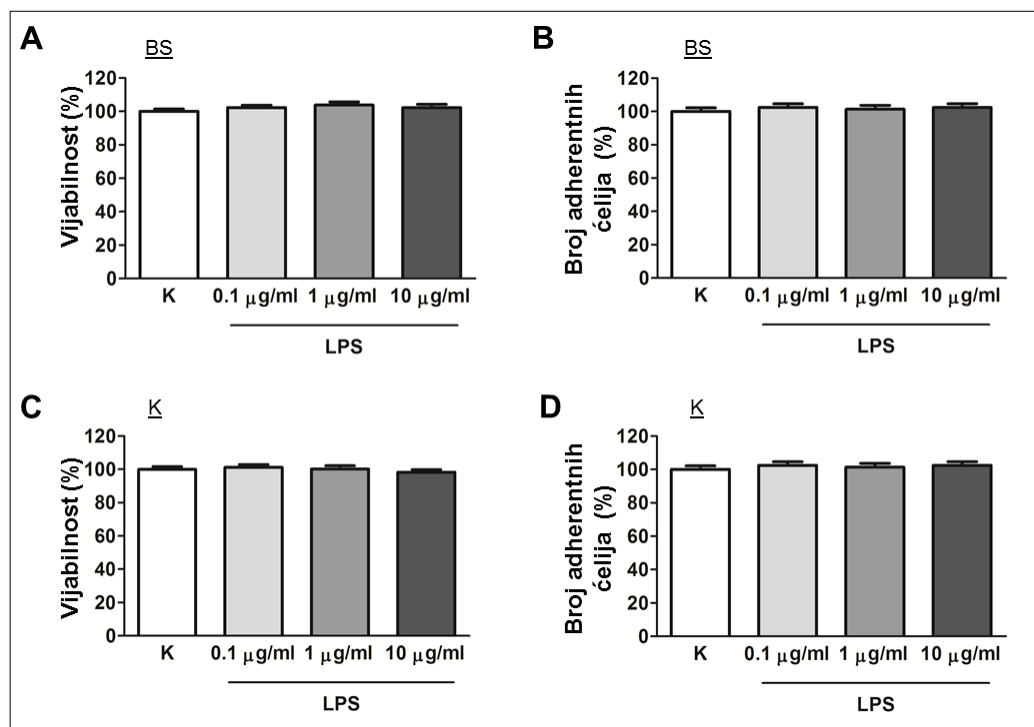 A
BS
Vijabilnost (%)
120
100
80
60
40
20
0
K 0.1 μg/ml 1 μg/ml 10 μg/ml
LPS
B
BS
Broj adherentnih
ćelija (%)
120
100
80
60
40
20
0
K 0.1 μg/ml 1 μg/ml 10 μg/ml
LPS
C
K
Vijabilnost (%)
120
100
80
60
40
20
0
K 0.1 μg/ml 1 μg/ml 10 μg/ml
LPS
D
K
Broj adherentnih
ćelija (%)
120
100
80
60
40
20
0
K 0.1 μg/ml 1 μg/ml 10 μg/ml
LPS